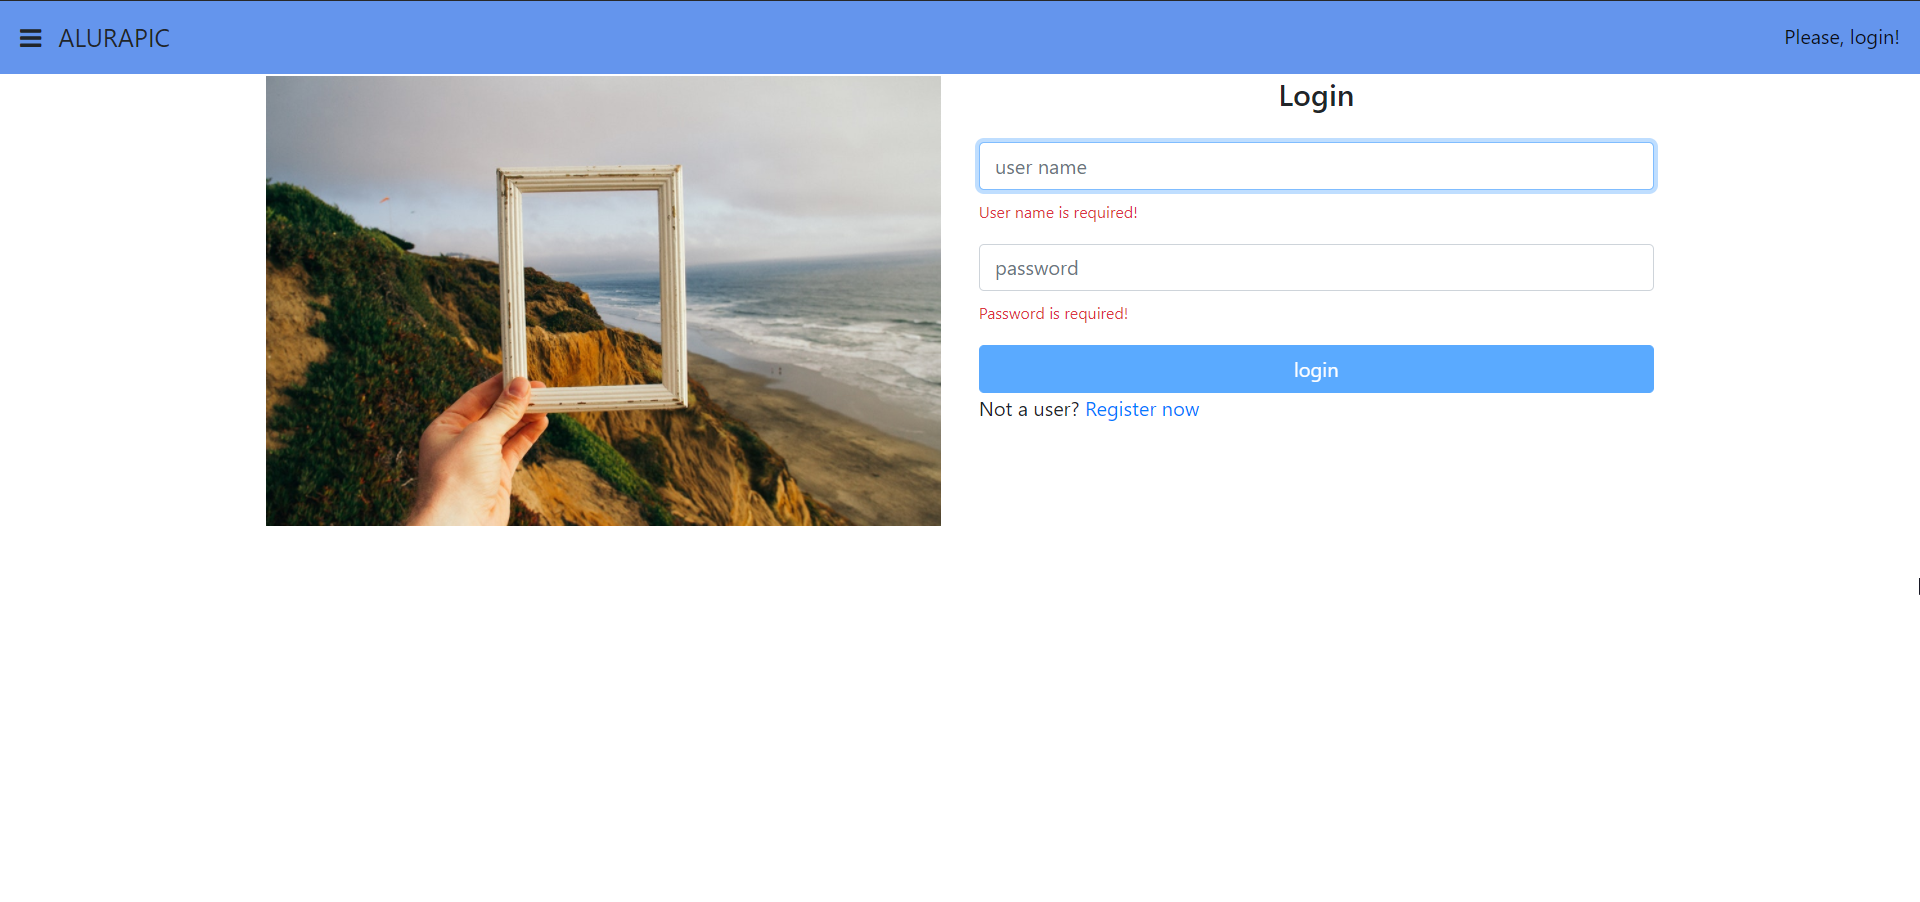 ALURAPIC
Please, login!
Login
user name
User name is required!
password
Password is required!
login
Not a user? Register now